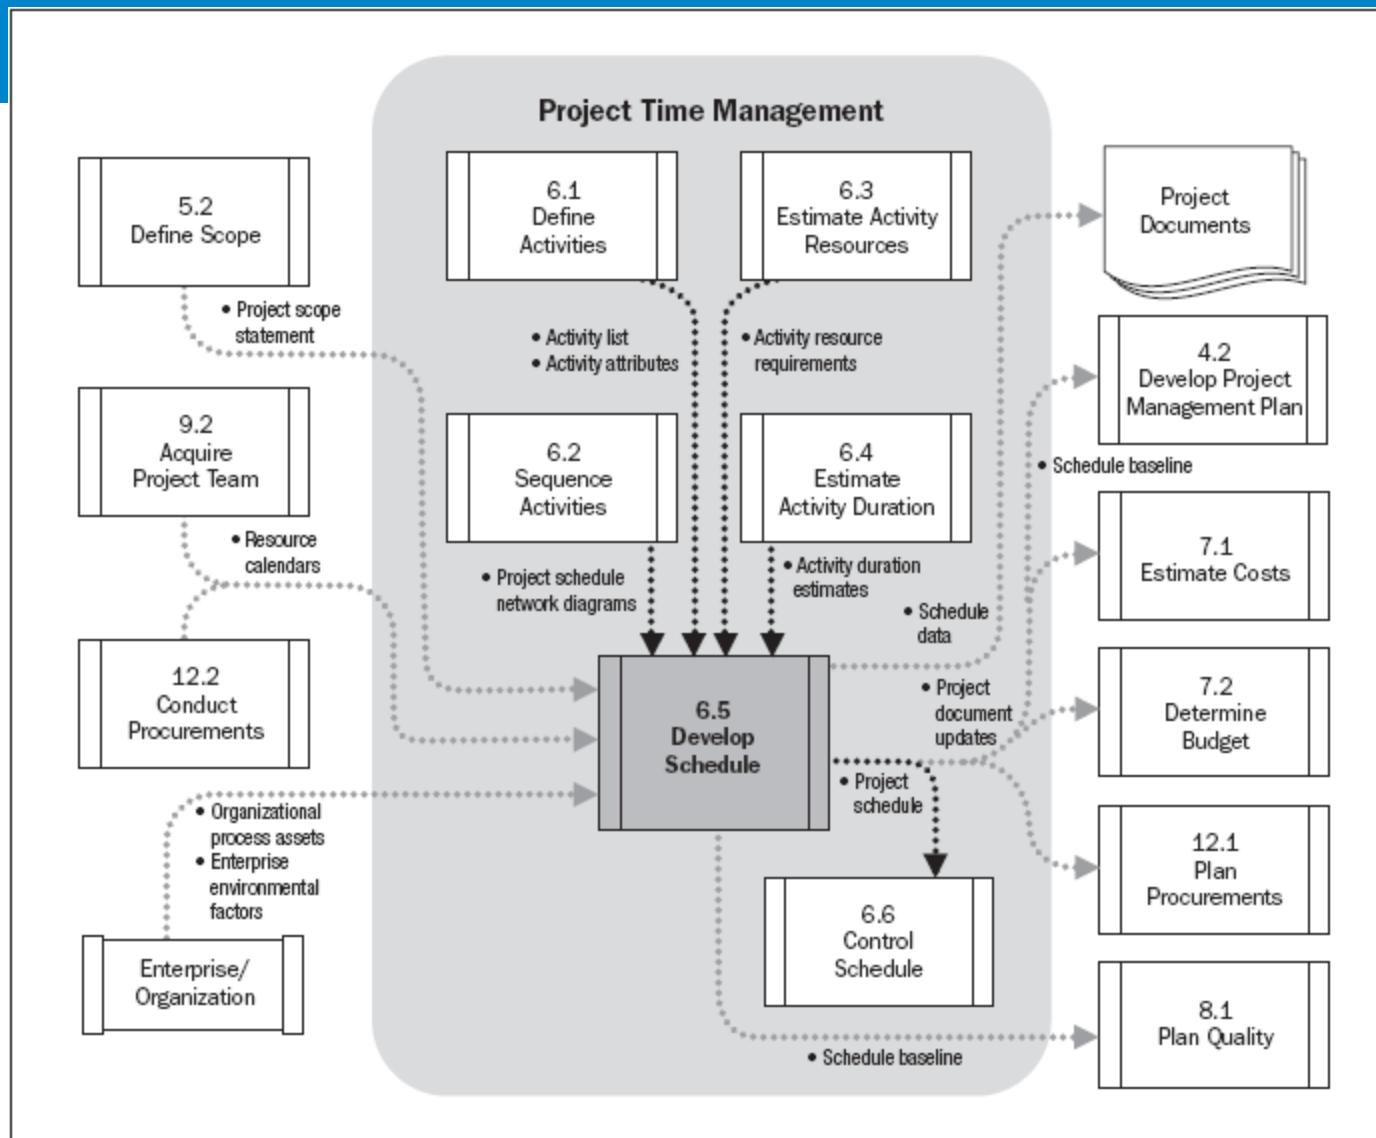 Project Time Management
5.2
Define Scope
• Project scope
statement
9.2
Acquire
Project Team
• Resource
calendars
12.2
Conduct
Procurements
• Organizational
process assets
• Enterprise
environmental
factors
Enterprise/
Organization
6.1
Define
Activities
6.3
Estimate Activity
Resources
• Activity list
• Activity attributes
• Activity resource
requirements
6.2
Sequence
Activities
6.4
Estimate
Activity Duration
• Project schedule
network diagrams
• Activity duration
estimates
6.5
Develop
Schedule
• Schedule
data
• Project
document
updates
• Project
schedule
6.6
Control
Schedule
• Schedule baseline
Project
Documents
4.2
Develop Project
Management Plan
• Schedule baseline
7.1
Estimate Costs
7.2
Determine
Budget
12.1
Plan
Procurements
8.1
Plan Quality